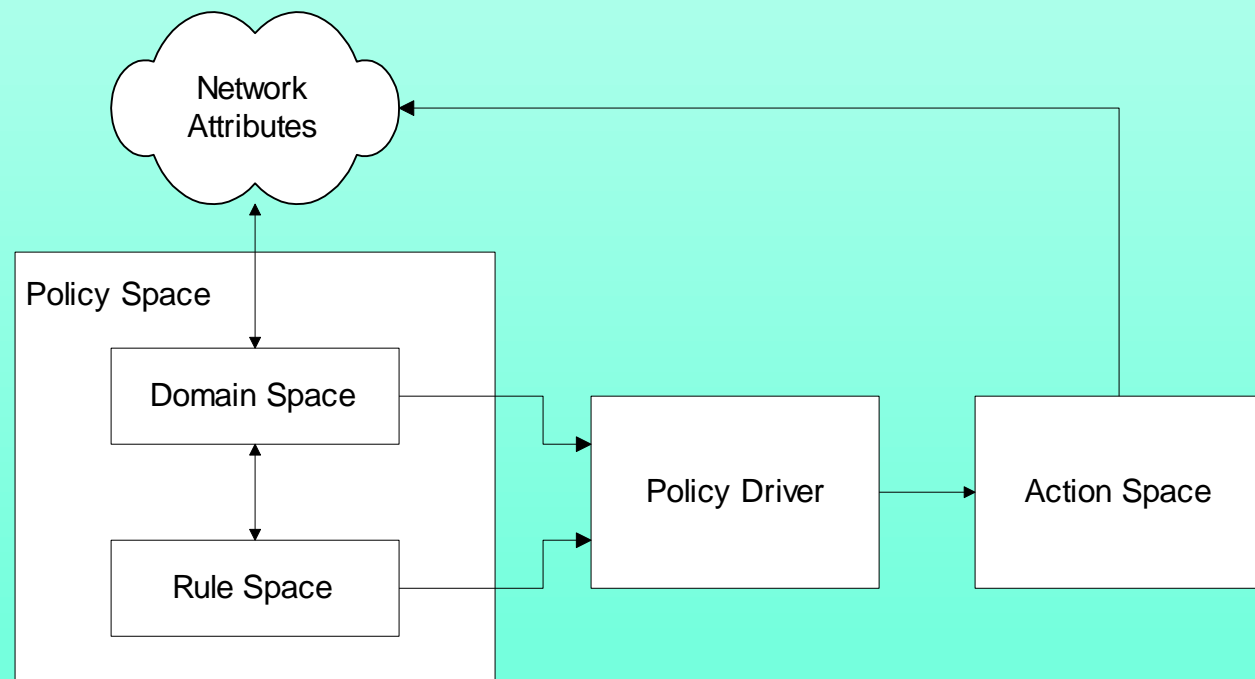 Network
Attributes
Policy Space
Domain Space
Policy Driver
Action Space
Rule Space